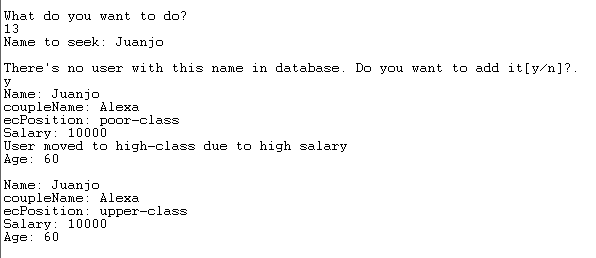 What do you want to do?
13
Name to seek: Juanjo
There's no user with this name in database. Do you want to add it[y/n]?.
y
Name: Juanjo
coupleName: Alexa
ecPosition: poor-class
Salary: 10000
User moved to high-class due to high salary
Age: 60
Name: Juanjo
coupleName: Alexa
ecPosition: upper-class
Salary: 10000
Age: 60